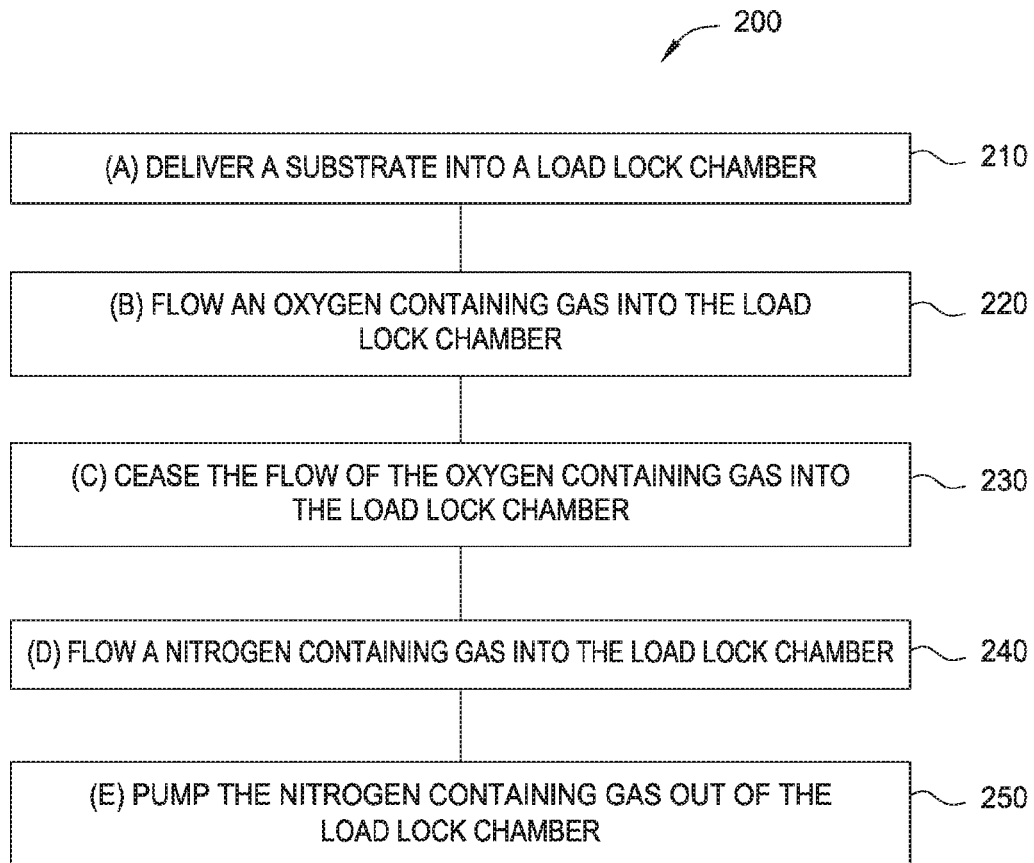 200
(A) DELIVER A SUBSTRATE INTO A LOAD LOCK CHAMBER
210
(B) FLOW AN OXYGEN CONTAINING GAS INTO THE LOAD
LOCK CHAMBER
220
(C) CEASE THE FLOW OF THE OXYGEN CONTAINING GAS INTO
THE LOAD LOCK CHAMBER
230
(D) FLOW A NITROGEN CONTAINING GAS INTO THE LOAD LOCK CHAMBER
240
(E) PUMP THE NITROGEN CONTAINING GAS OUT OF THE
LOAD LOCK CHAMBER
250